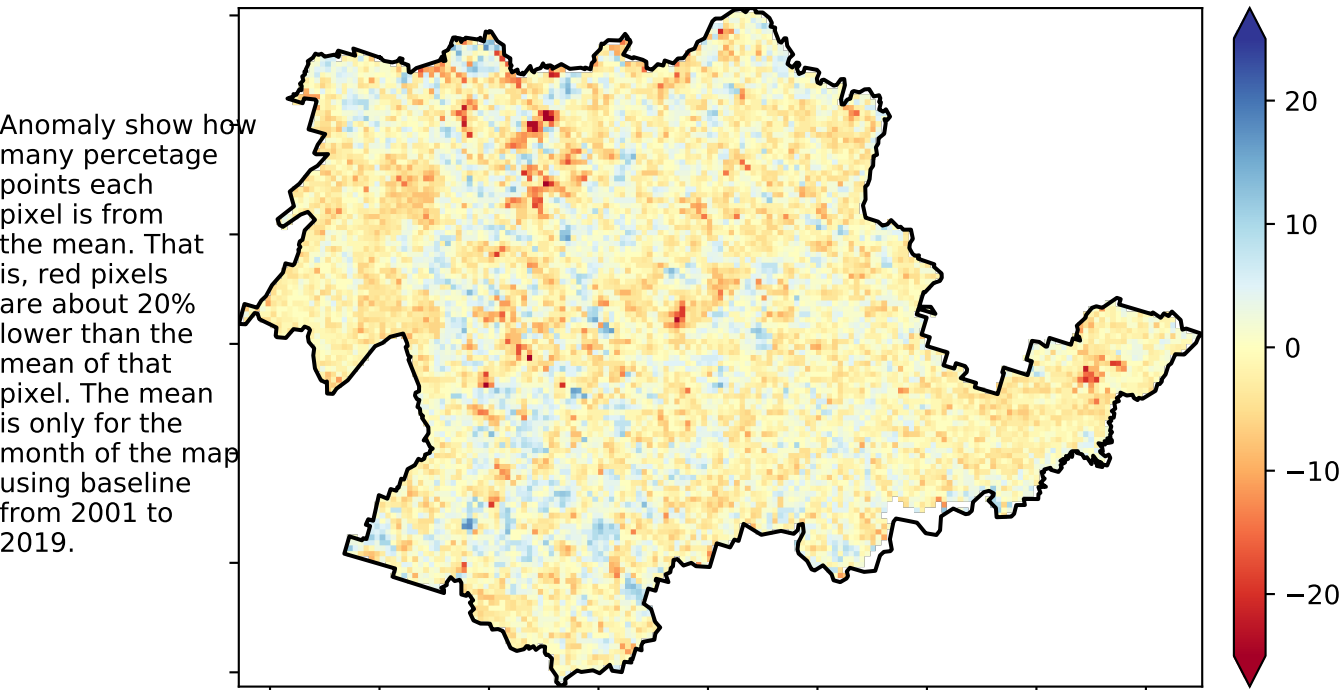 Anomaly show how
many percetage
points each
pixel is from
the mean. That
is, red pixels
are about 20%
lower than the
mean of that
pixel. The mean
is only for the
month of the map
using baseline
from 2001 to
2019.
20
10
0
−10
−20